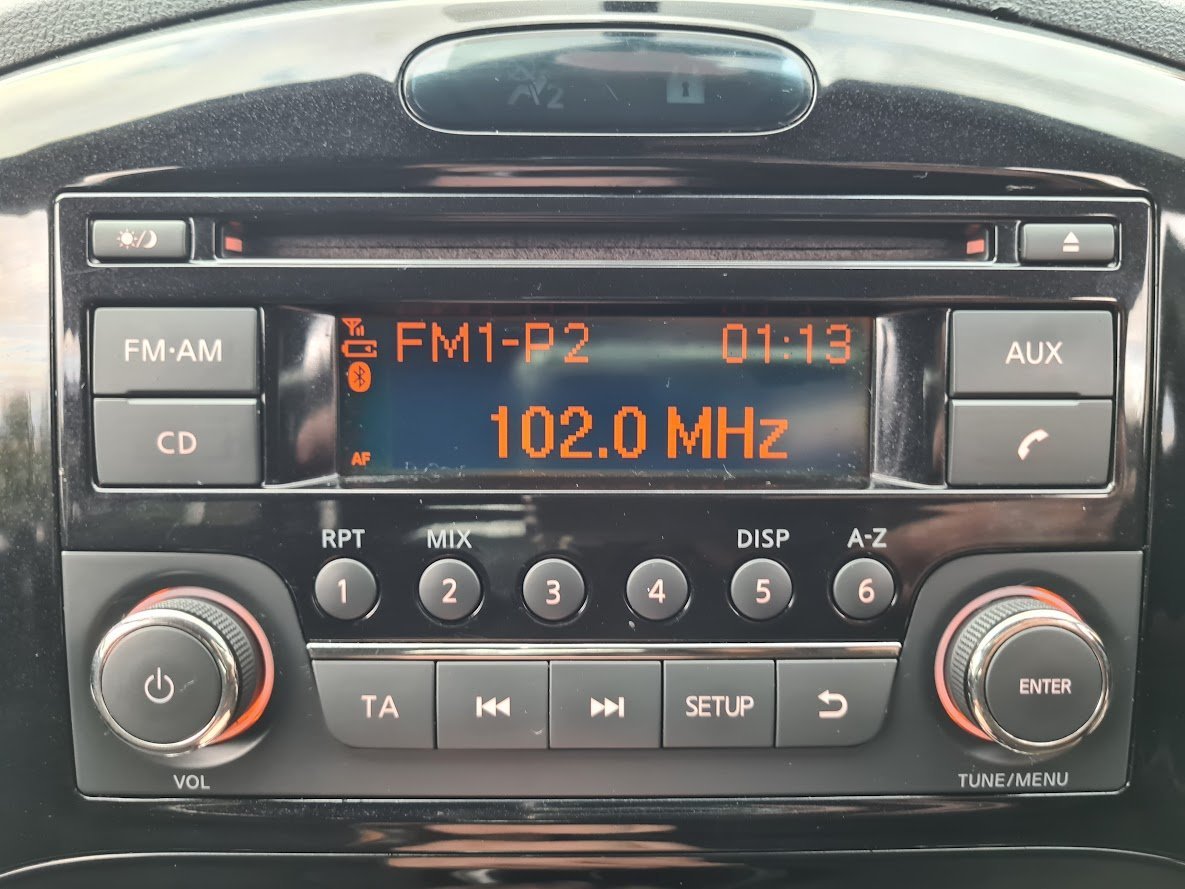 2
FM·AM
CD
FM1-P2 01:13
102.0 MHz
AF
AUX
RPT MIX DISP A-Z
1 2 3 4 5 6
TA SETUP
ENTER
VOL
TUNE/MENU